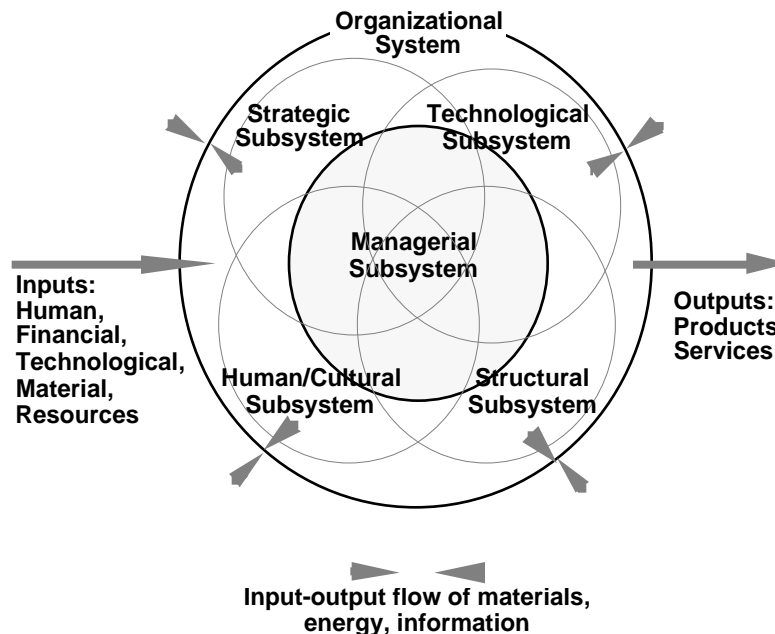 Organizational
System
Strategic
Subsystem
Technological
Subsystem
Managerial
Subsystem
Inputs:
Human,
Financial,
Technological,
Material,
Resources
Outputs:
Products
Services
Human/Cultural
Subsystem
Structural
Subsystem
Input-output flow of materials,
energy, information